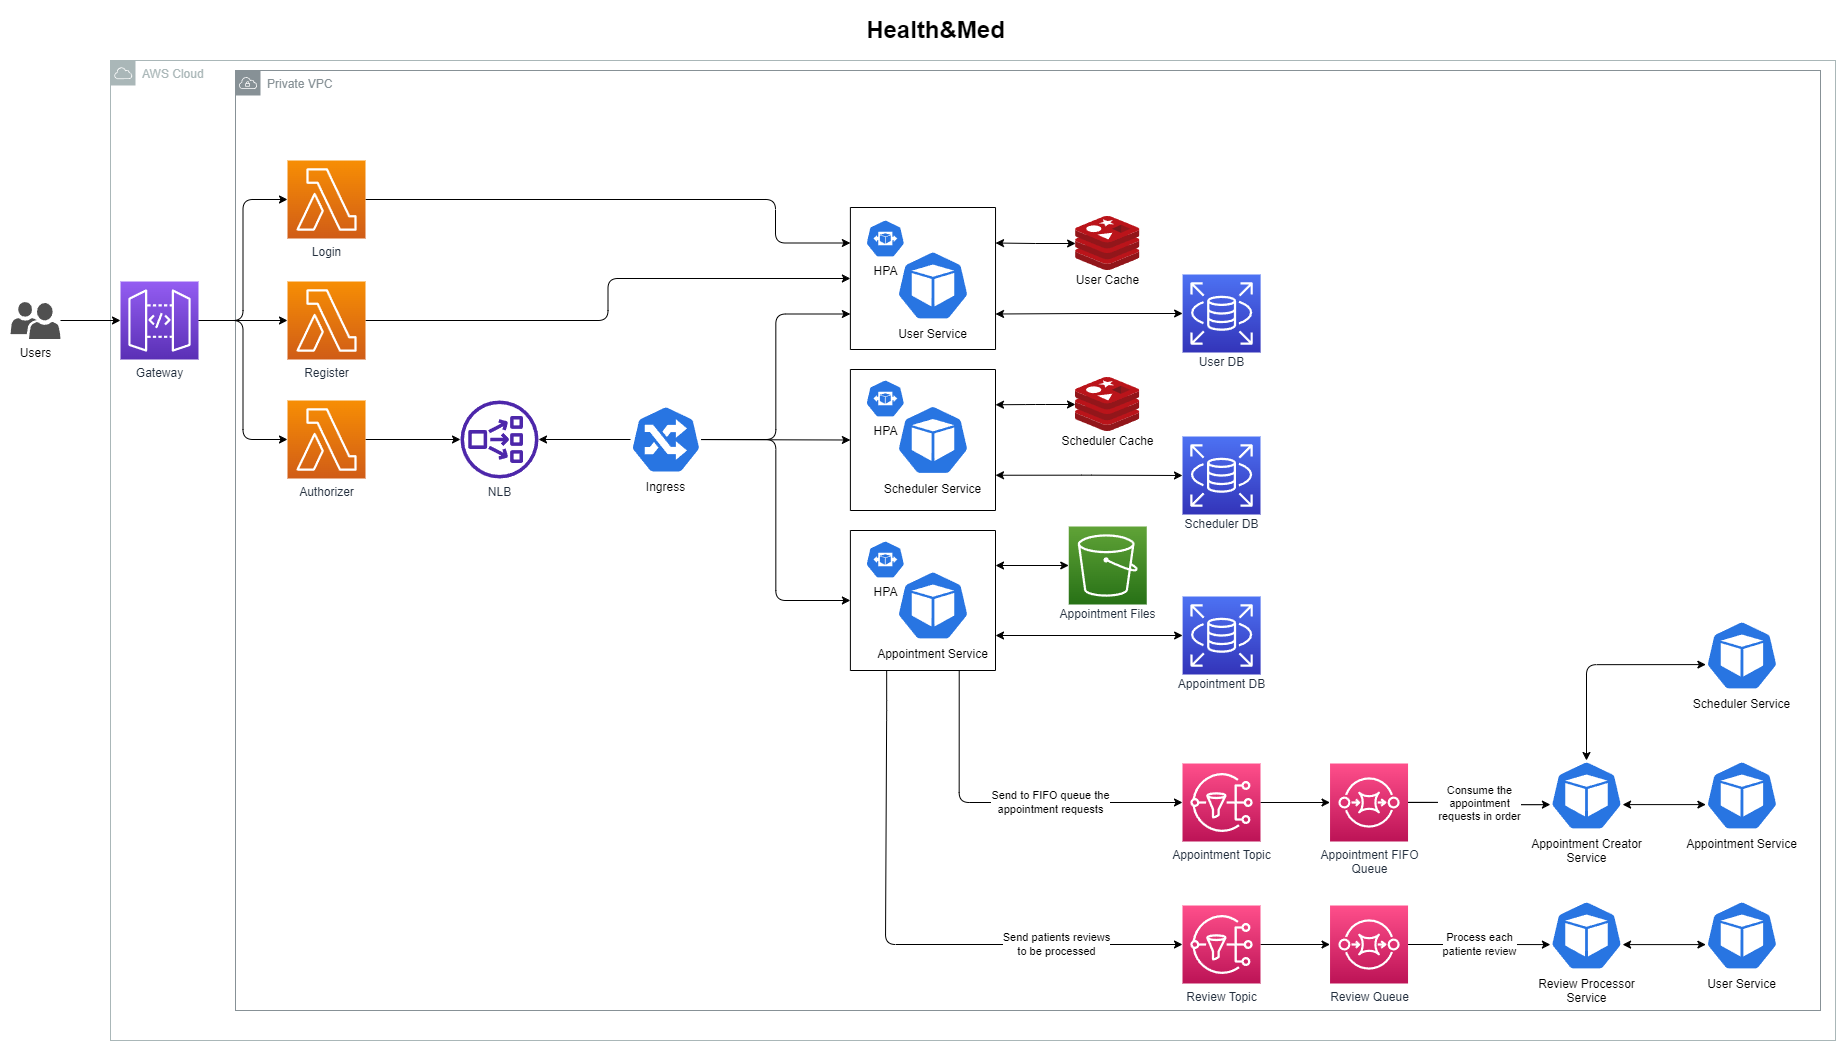 Health&Med
AWS Cloud
Private VPC
Login
HPA
User Service
User Cache
User DB
Users
Gateway
Register
HPA
Scheduler Service
Scheduler Cache
Scheduler DB
Authorizer
NLB
Ingress
HPA
Appointment Service
Appointment Files
Appointment DB
Scheduler Service
Send to FIFO queue the
appointment requests
Appointment Topic
Appointment FIFO
Queue
Consume the
appointment
requests in order
Appointment Creator
Service
Appointment Service
Send patients reviews
to be processed
Review Topic
Review Queue
Process each
patiente review
Review Processor
Service
User Service